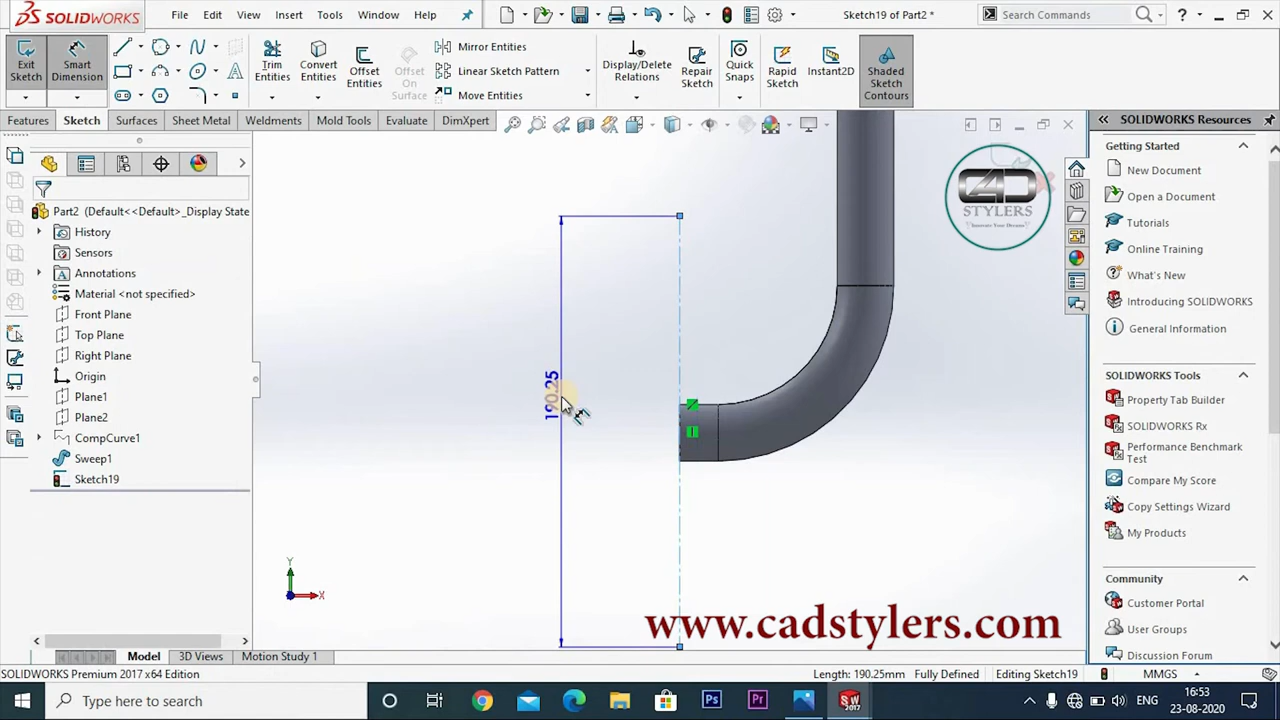 SOLIDWORKS
File Edit View Insert Tools Window Help
Sketch19 of Part2 *
Search Commands
Exit Sketch
Smart Dimension
Trim Entities
Convert Entities
Offset Entities
Offset On Surface
Mirror Entities
Linear Sketch Pattern
Move Entities
Display/Delete Relations
Repair Sketch
Quick Snaps
Rapid Sketch
Instant2D
Shaded Sketch Contours
Features Sketch Surfaces Sheet Metal Weldments Mold Tools Evaluate DimXpert
Part2 (Default<<Default>_Display State
History
Sensors
Annotations
Material <not specified>
Front Plane
Top Plane
Right Plane
Origin
Plane1
Plane2
CompCurve1
Sweep1
Sketch19
190.25
Y
X
CAD
STYLERS
Innovate Your Dreams
www.cadstylers.com
SOLIDWORKS Resources
Getting Started
New Document
Open a Document
Tutorials
Online Training
What's New
Introducing SOLIDWORKS
General Information
SOLIDWORKS Tools
Property Tab Builder
SOLIDWORKS Rx
Performance Benchmark
Test
Compare My Score
Copy Settings Wizard
My Products
Community
Customer Portal
User Groups
Discussion Forum
Model 3D Views Motion Study 1
SOLIDWORKS Premium 2017 x64 Edition
Length: 190.25mm Fully Defined Editing Sketch19 MMGS
Type here to search
Ps
Pr
SW
2017
16:53
23-08-2020